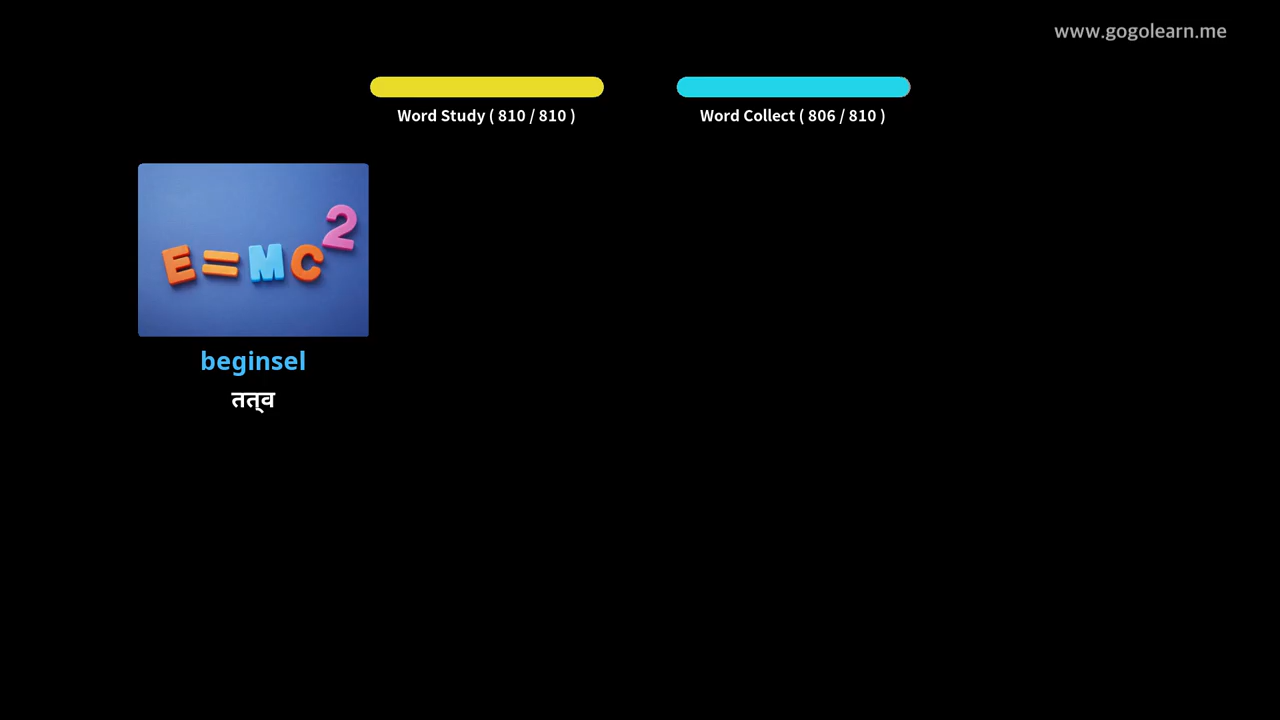 www.gogolearn.me
Word Study ( 810 / 810 )
Word Collect ( 806 / 810 )
E=MC2
beginsel
तत्व